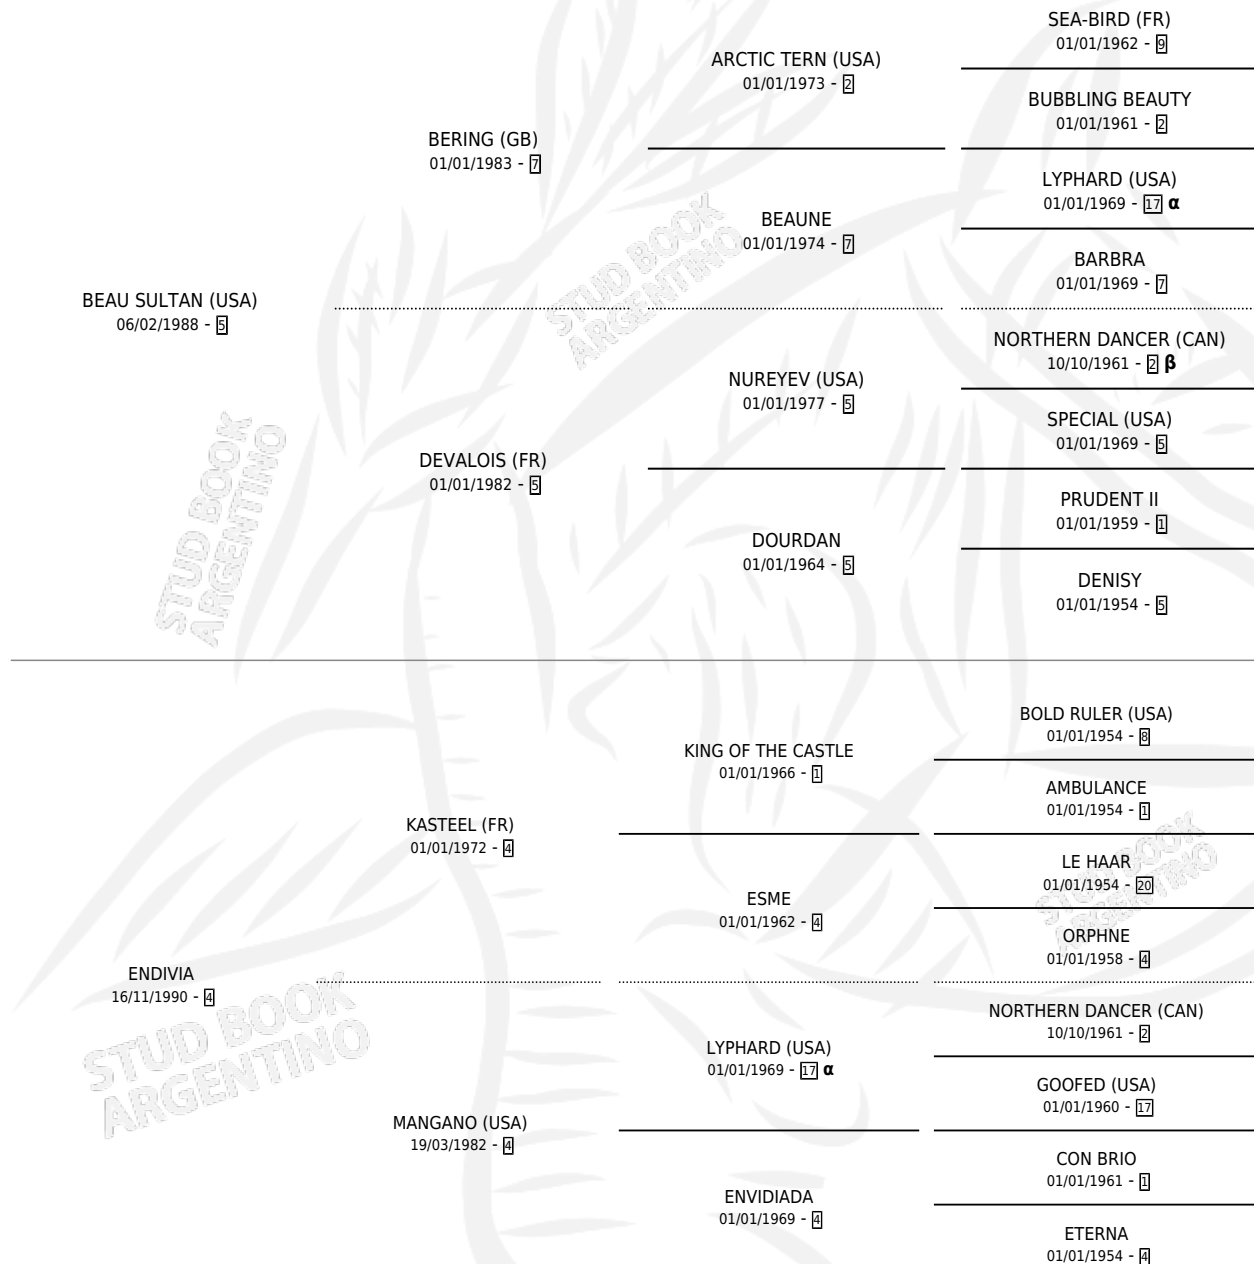 SEA-BIRD (FR)
01/01/1962 - 9
ARCTIC TERN (USA)
01/01/1973 - 2
BUBBLING BEAUTY
01/01/1961 - 2
BERING (GB)
01/01/1983 - 7
LYPHARD (USA)
01/01/1969 - 17 α
BEAUNE
01/01/1974 - 7
BARBRA
01/01/1969 - 7
BEAU SULTAN (USA)
06/02/1988 - 5
NORTHERN DANCER (CAN)
10/10/1961 - 2 β
NUREYEV (USA)
01/01/1977 - 5
SPECIAL (USA)
01/01/1969 - 5
DEVALOIS (FR)
01/01/1982 - 5
PRUDENT II
01/01/1959 - 1
DOURDAN
01/01/1964 - 5
DENISY
01/01/1954 - 5
BOLD RULER (USA)
01/01/1954 - 8
KING OF THE CASTLE
01/01/1966 - 1
AMBULANCE
01/01/1954 - 1
KASTEEL (FR)
01/01/1972 - 4
LE HAAR
01/01/1954 - 20
ESME
01/01/1962 - 4
ORPHNE
01/01/1958 - 4
ENDIVIA
16/11/1990 - 4
NORTHERN DANCER (CAN)
10/10/1961 - 2
LYPHARD (USA)
01/01/1969 - 17 α
GOOFED (USA)
01/01/1960 - 17
MANGANO (USA)
19/03/1982 - 4
CON BRIO
01/01/1961 - 1
ENVIDIADA
01/01/1969 - 4
ETERNA
01/01/1954 - 4
STUD BOOK
ARGENTINO
STUD BOOK
ARGENTINO
STUD BOOK
ARGENTINO
STUD BOOK
ARGENTINO